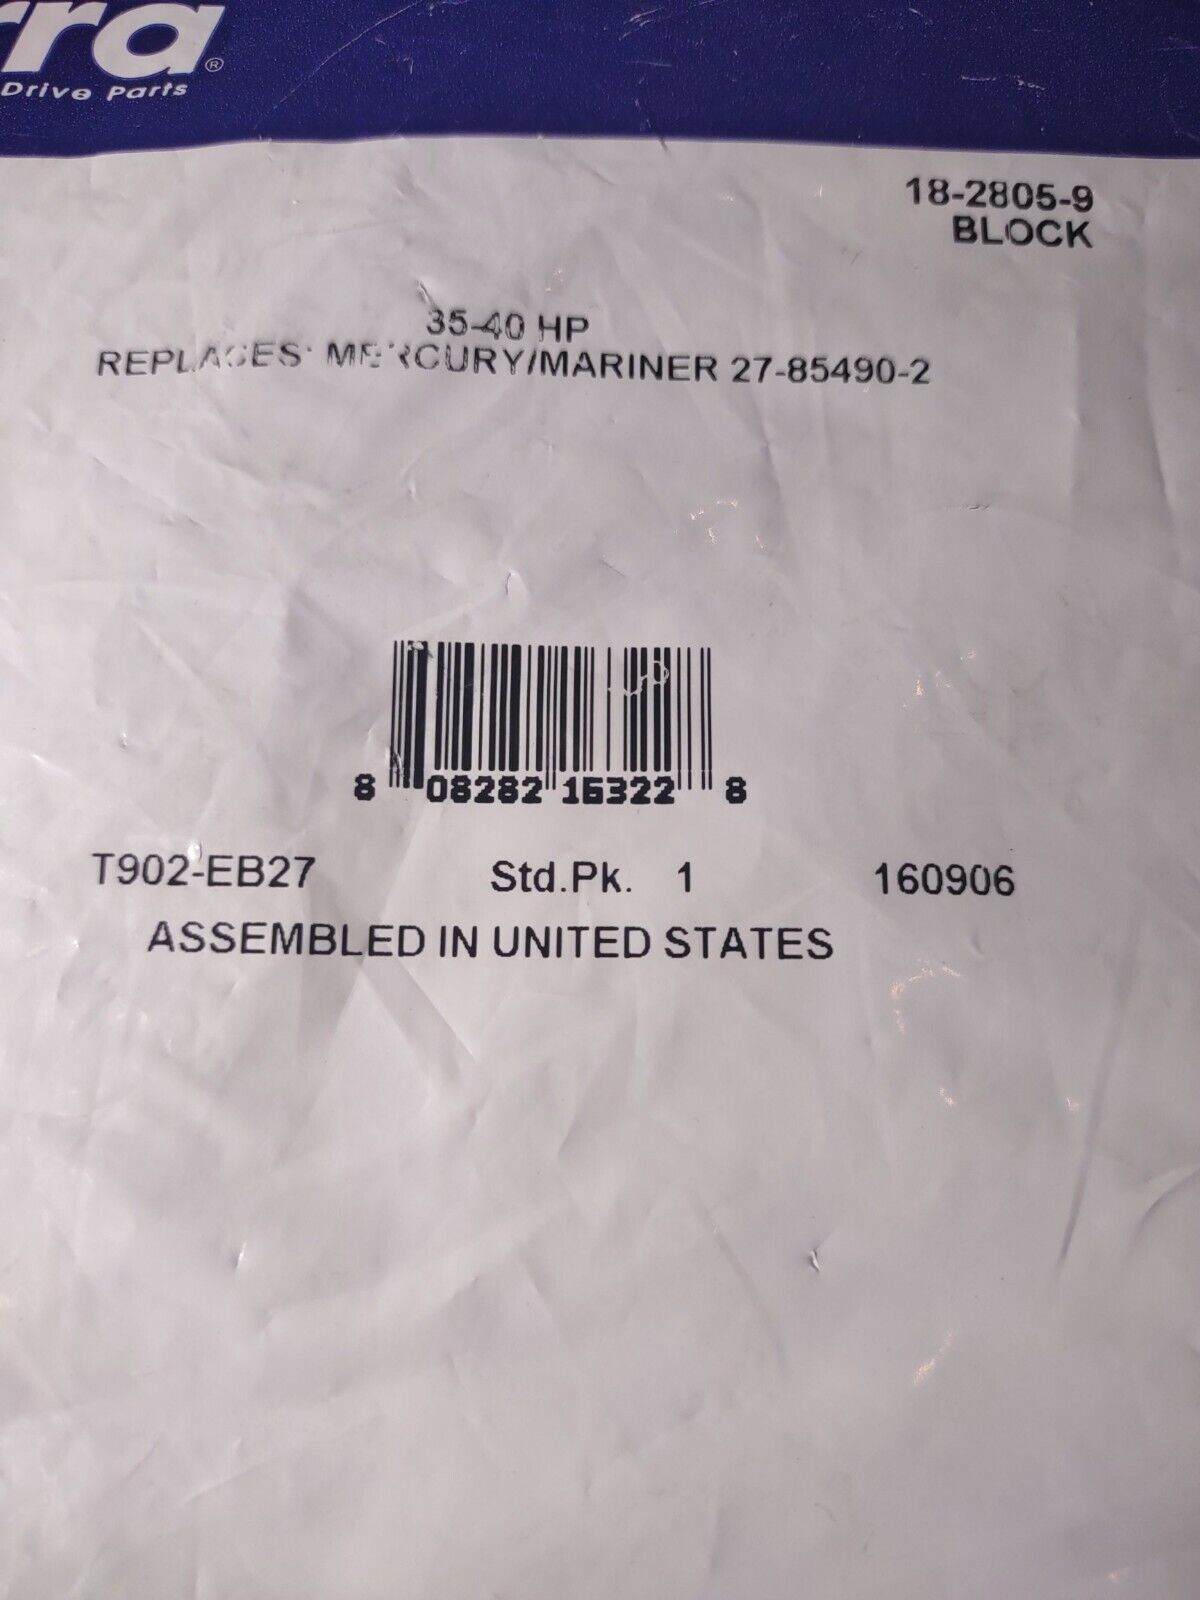 rra®
Drive Parts
18-2805-9
BLOCK
35-40 HP
REPLACES: MERCURY/MARINER 27-85490-2
8 08282 16322 8
T902-EB27 Std.Pk. 1 160906
ASSEMBLED IN UNITED STATES